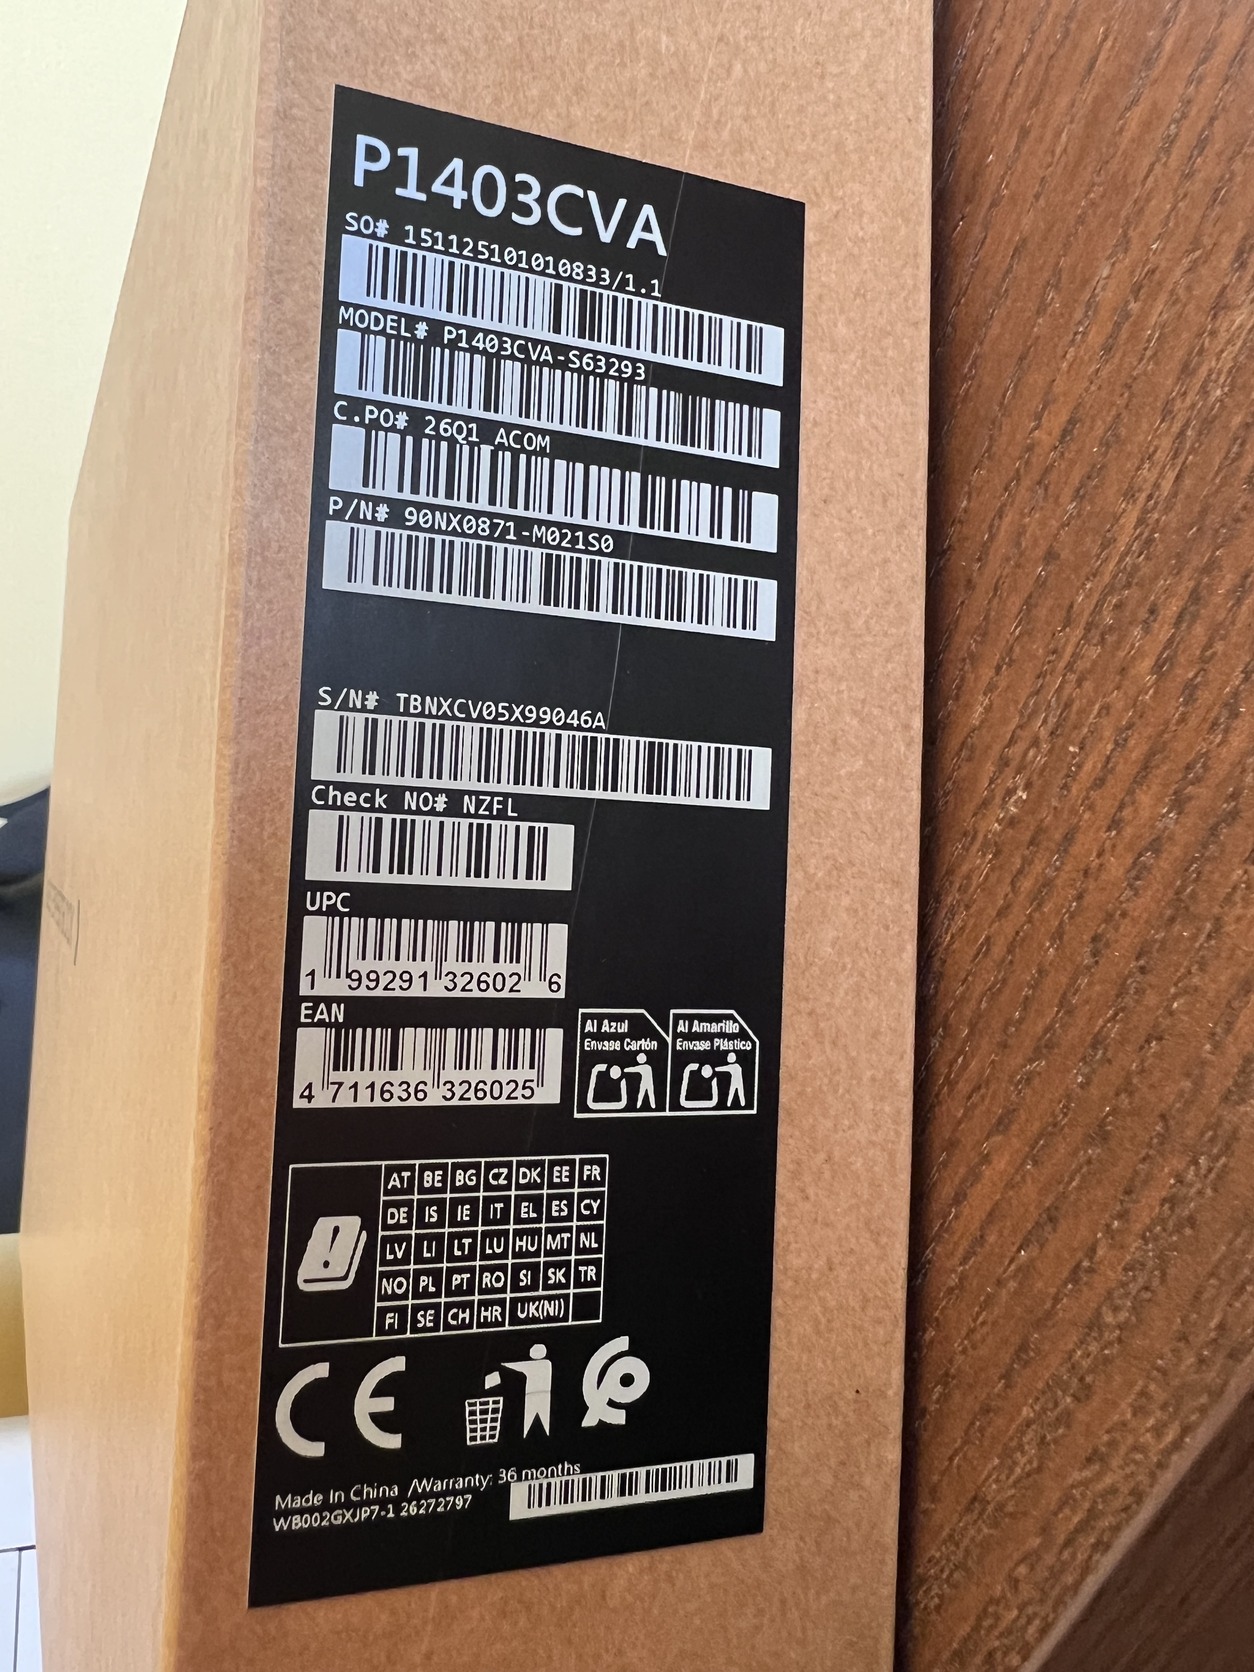 P1403CVA
SO# 151125101010833/1.1
MODEL# P1403CVA-S63293
C.PO# 26Q1_ACOM
P/N# 90NX0871-M021S0
S/N# TBNXCV05X99046A
Check NO# NZFL
UPC
1 99291 32602 6
EAN
4 711636 326025
Al Azul
Envase Cartón
Al Amarillo
Envase Plástico
AT BE BG CZ DK EE FR
DE IS IE IT EL ES CY
LV LI LT LU HU MT NL
NO PL PT RO SI SK TR
FI SE CH HR UK(NI)
CE
Made In China /Warranty: 36 months
WB002GXJP7-1 26272797